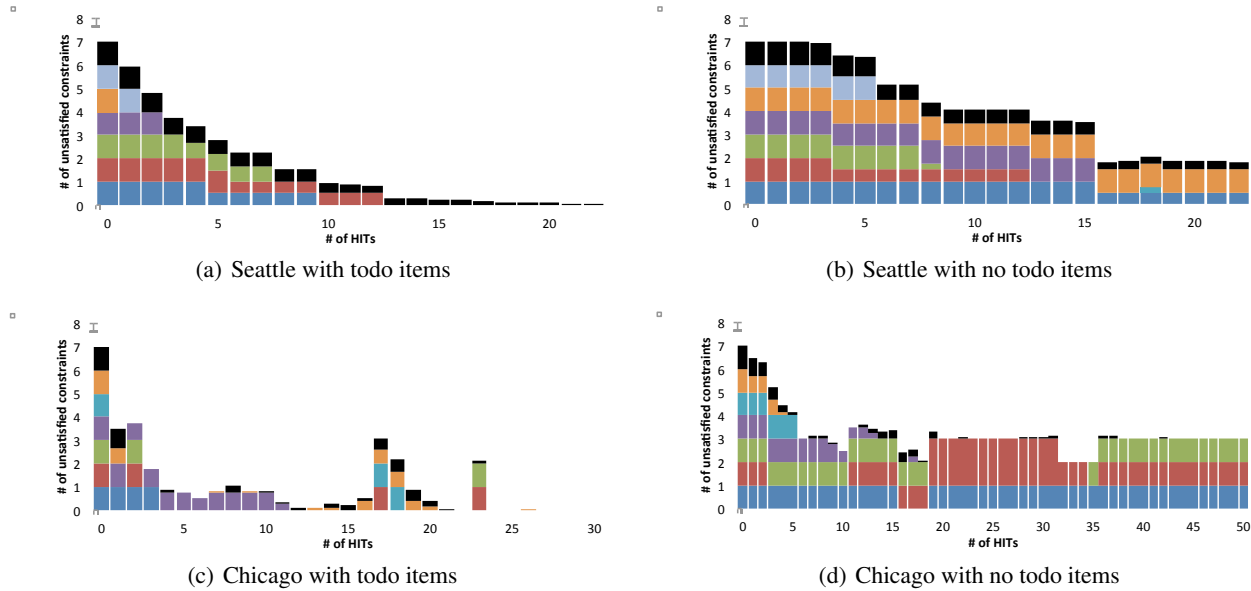 8
7
6
5
4
3
2
1
0
# of unsatisfied constraints
0 5 10 15 20
# of HITs
(a) Seattle with todo items
8
7
6
5
4
3
2
1
0
# of unsatisfied constraints
0 5 10 15 20
# of HITs
(b) Seattle with no todo items
8
7
6
5
4
3
2
1
0
# of unsatisfied constraints
0 5 10 15 20 25 30
# of HITs
(c) Chicago with todo items
8
7
6
5
4
3
2
1
0
# of unsatisfied constraints
0 5 10 15 20 25 30 35 40 45 50
# of HITs
(d) Chicago with no todo items